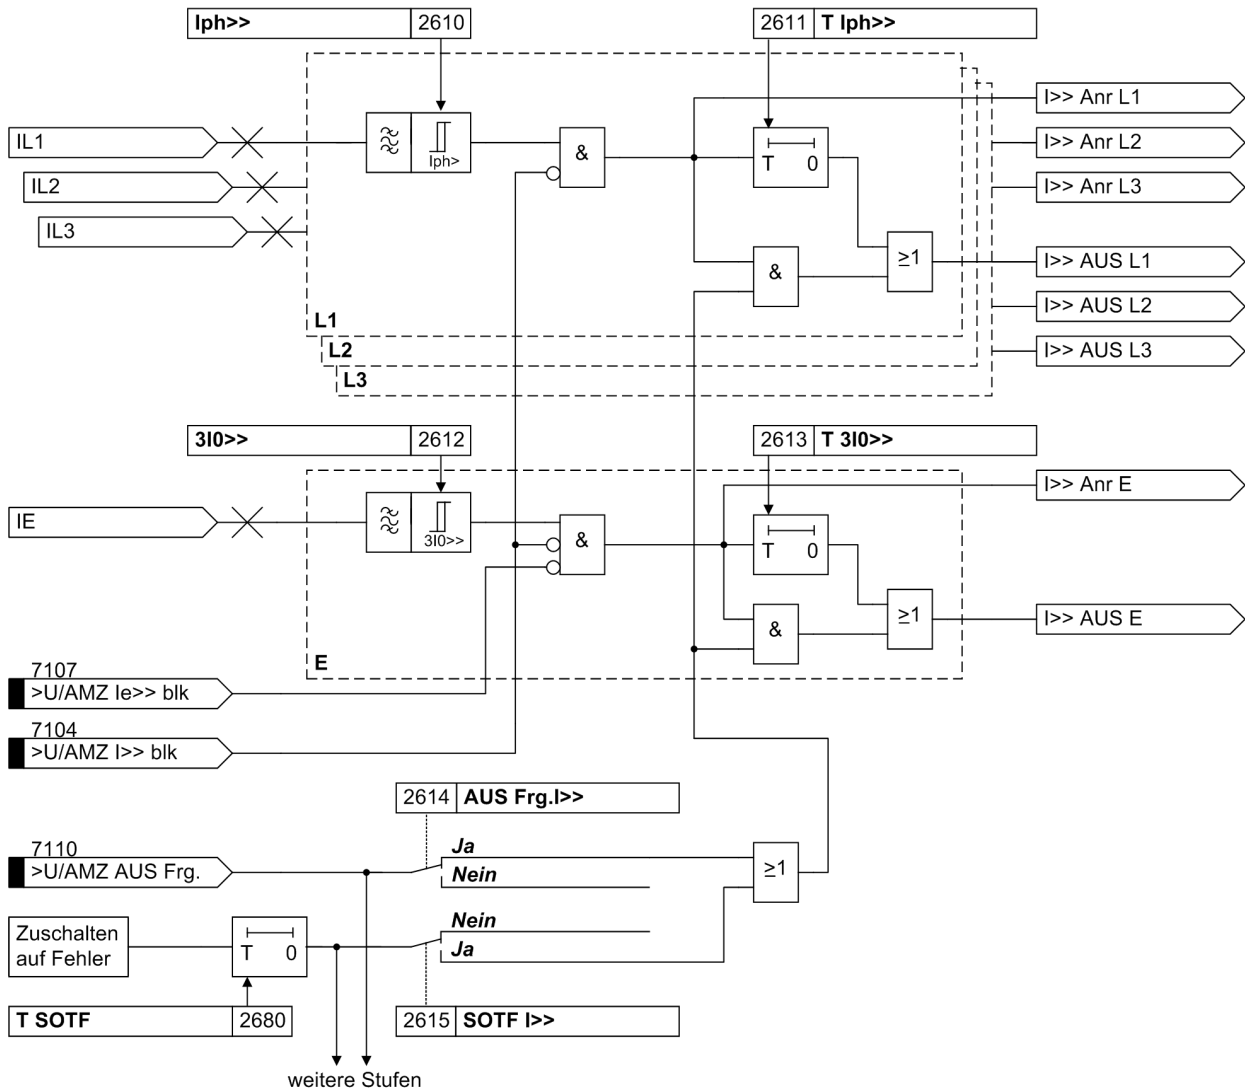 Iph>> 2610
2611 T Iph>>
I>> Anr L1
IL1
Iph>
&
T 0
I>> Anr L2
IL2
I>> Anr L3
IL3
&
≥1
I>> AUS L1
I>> AUS L2
L1
L2
I>> AUS L3
L3
3I0>> 2612
2613 T 3I0>>
I>> Anr E
IE
3I0>>
&
T 0
&
≥1
I>> AUS E
E
7107
>U/AMZ Ie>> blk
7104
>U/AMZ I>> blk
2614 AUS Frg.I>>
7110
>U/AMZ AUS Frg.
Ja
Nein
≥1
Zuschalten
auf Fehler
T 0
Nein
Ja
T SOTF 2680
2615 SOTF I>>
weitere Stufen